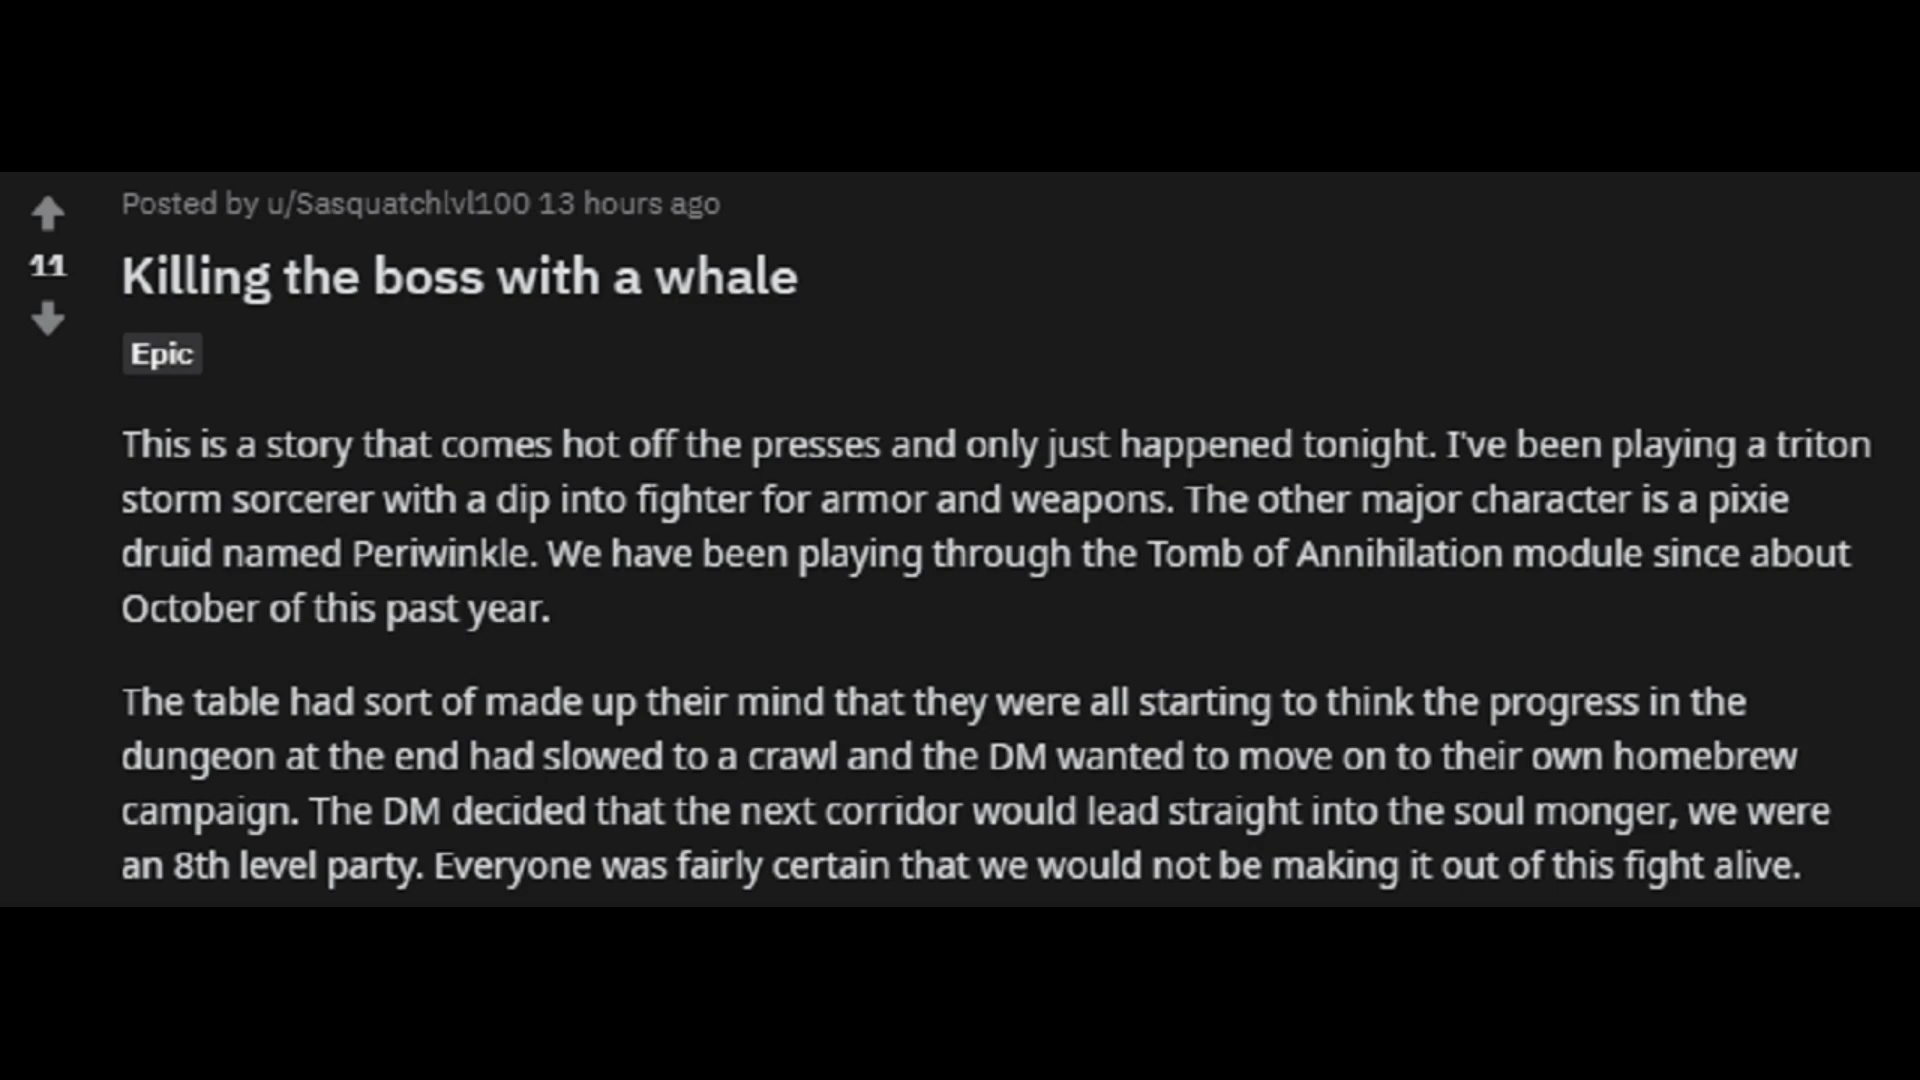 Posted by u/Sasquatchlvl100 13 hours ago
11
Killing the boss with a whale
Epic
This is a story that comes hot off the presses and only just happened tonight. I've been playing a triton
storm sorcerer with a dip into fighter for armor and weapons. The other major character is a pixie
druid named Periwinkle. We have been playing through the Tomb of Annihilation module since about
October of this past year.
The table had sort of made up their mind that they were all starting to think the progress in the
dungeon at the end had slowed to a crawl and the DM wanted to move on to their own homebrew
campaign. The DM decided that the next corridor would lead straight into the soul monger, we were
an 8th level party. Everyone was fairly certain that we would not be making it out of this fight alive.